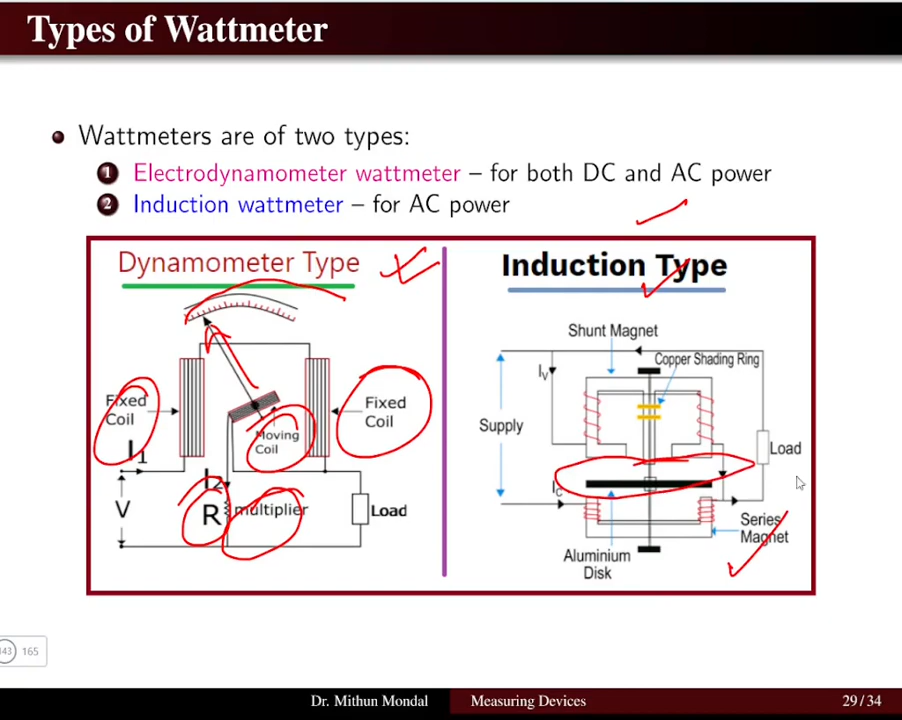 Types of Wattmeter
Wattmeters are of two types:
1 Electrodynamometer wattmeter – for both DC and AC power
2 Induction wattmeter – for AC power
Dynamometer Type
Fixed
Coil
Fixed
Coil
Moving
Coil
I1
I2
V
R multiplier
Load
Induction Type
Shunt Magnet
Copper Shading Ring
Iv
Supply
Load
Ic
Series
Magnet
Aluminium
Disk
143 165
Dr. Mithun Mondal
Measuring Devices
29/34